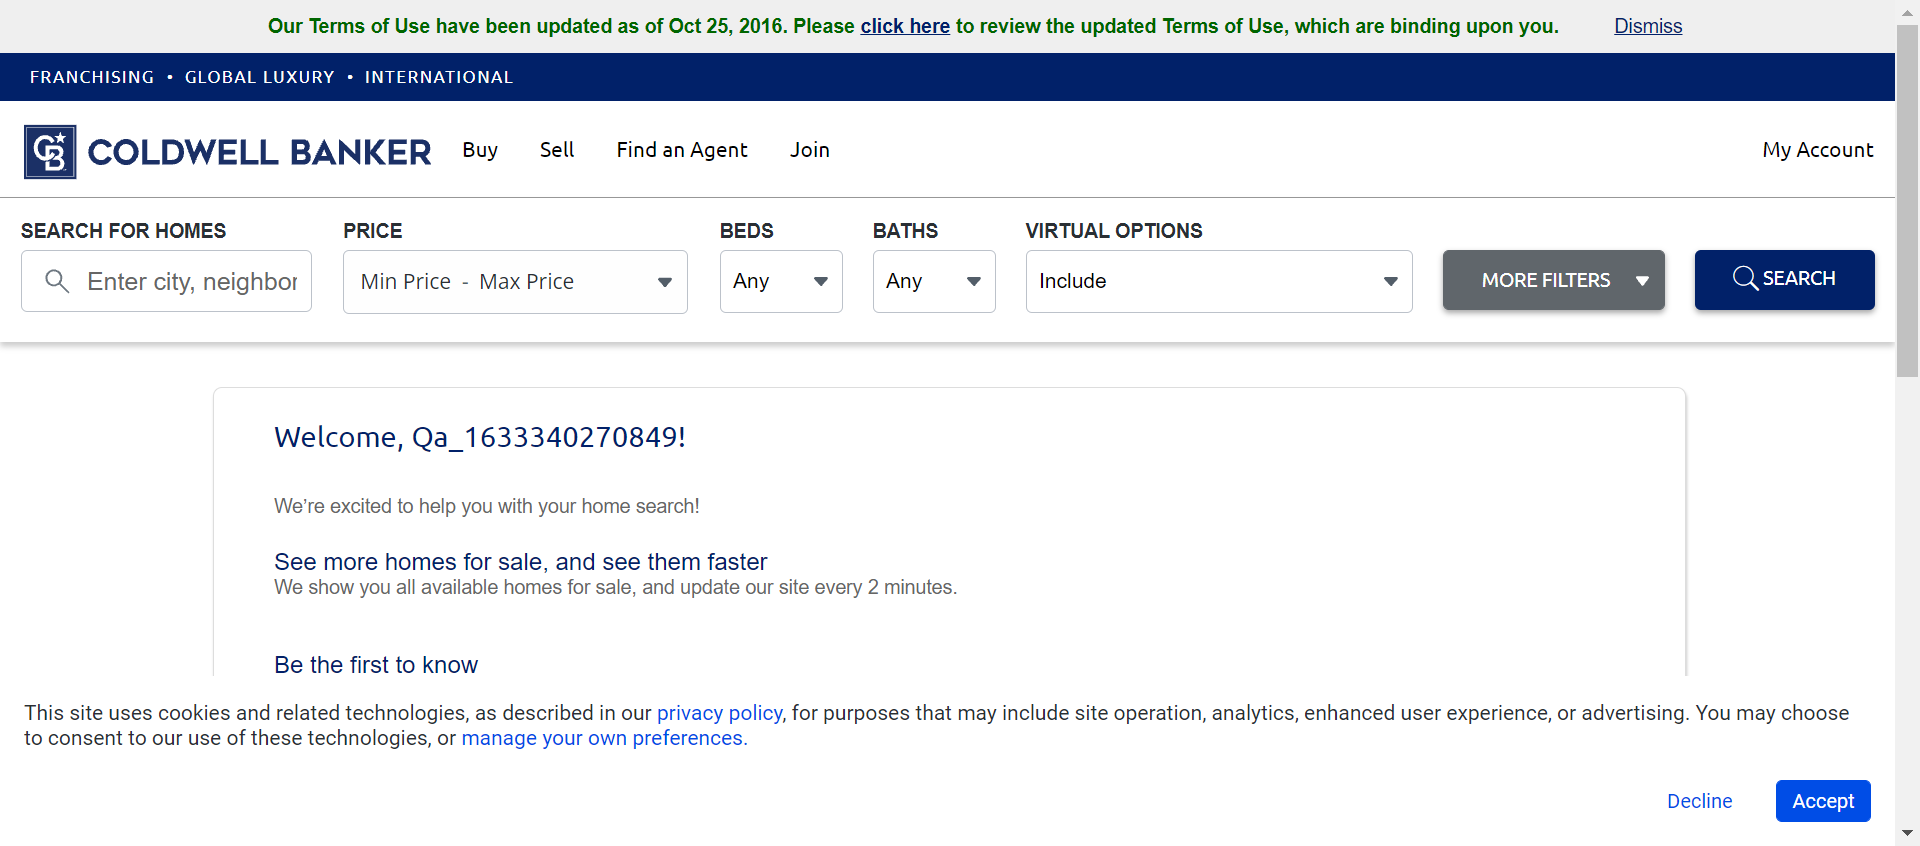 Our Terms of Use have been updated as of Oct 25, 2016. Please click here to review the updated Terms of Use, which are binding upon you. Dismiss
FRANCHISING • GLOBAL LUXURY • INTERNATIONAL
CB COLDWELL BANKER Buy Sell Find an Agent Join My Account
SEARCH FOR HOMES PRICE BEDS BATHS VIRTUAL OPTIONS
Enter city, neighbor Min Price - Max Price Any Any Include MORE FILTERS SEARCH
Welcome, Qa_1633340270849!
We’re excited to help you with your home search!
See more homes for sale, and see them faster
We show you all available homes for sale, and update our site every 2 minutes.
Be the first to know
This site uses cookies and related technologies, as described in our privacy policy, for purposes that may include site operation, analytics, enhanced user experience, or advertising. You may choose
to consent to our use of these technologies, or manage your own preferences.
Decline Accept